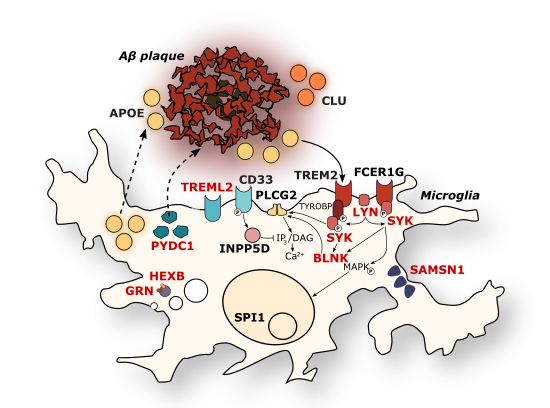 Aβ plaque
CLU
APOE
TREML2
CD33
PLCG2
TREM2
FCER1G
Microglia
TYROBP
LYN
P
P
P
SYK
SYK
PYDC1
INPP5D
IP3/DAG
Ca2+
BLNK
MAPK
P
HEXB
GRN
SAMSN1
SPI1